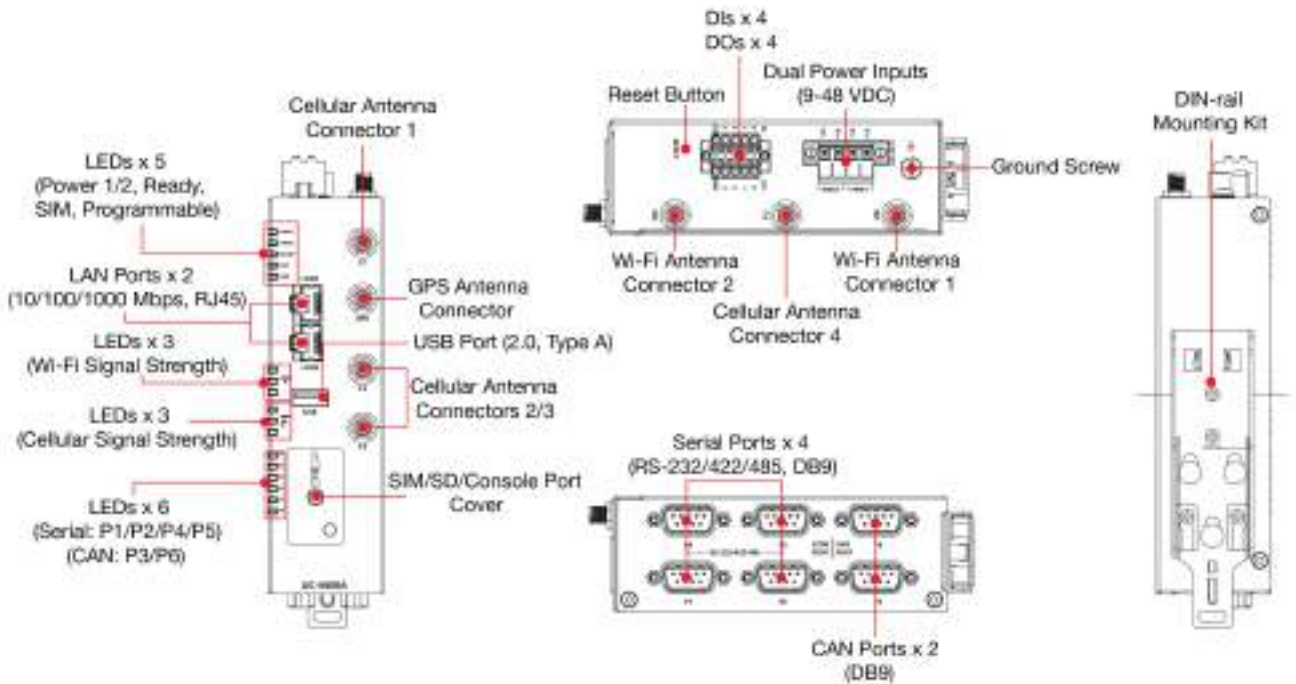 DIs x 4
DOs x 4
Dual Power Inputs
(9-48 VDC)
Reset Button
Ground Screw
Wi-Fi Antenna
Connector 2
Wi-Fi Antenna
Connector 1
Cellular Antenna
Connector 4
DIN-rail
Mounting Kit
Cellular Antenna
Connector 1
LEDs x 5
(Power 1/2, Ready,
SIM, Programmable)
LAN Ports x 2
(10/100/1000 Mbps, RJ45)
LEDs x 3
(Wi-Fi Signal Strength)
LEDs x 3
(Cellular Signal Strength)
LEDs x 6
(Serial: P1/P2/P4/P5)
(CAN: P3/P6)
GPS Antenna
Connector
USB Port (2.0, Type A)
Cellular Antenna
Connectors 2/3
SIM/SD/Console Port
Cover
Serial Ports x 4
(RS-232/422/485, DB9)
CAN Ports x 2
(DB9)